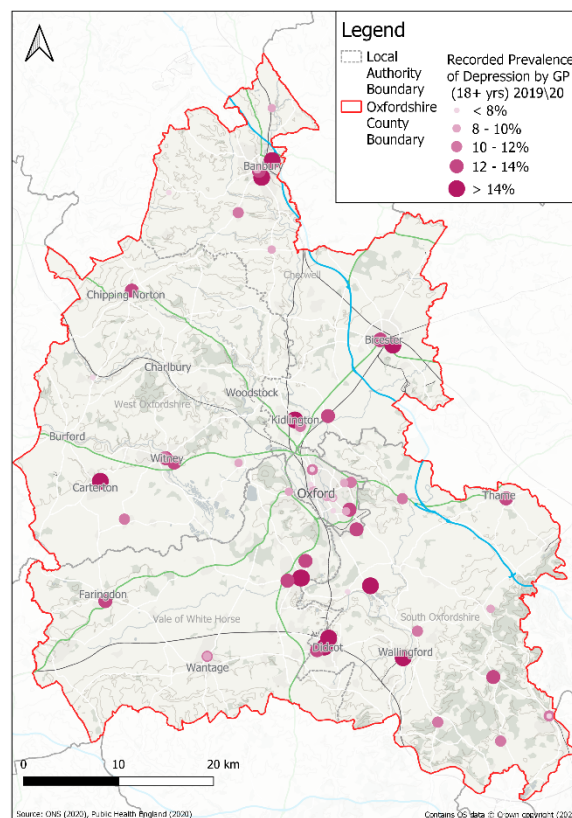 Legend
Local
Authority
Boundary
Oxfordshire
County
Boundary
Recorded Prevalence
of Depression by GP
(18+ yrs) 2019\20
< 8%
8 - 10%
10 - 12%
12 - 14%
> 14%
Banbury
Cherwell
Chipping Norton
Bicester
Charlbury
Woodstock
West Oxfordshire
Kidlington
Burford
Witney
Carterton
Oxford
Thame
Faringdon
Vale of White Horse
South Oxfordshire
Didcot
Wallingford
Wantage
0 10 20 km
Source: ONS (2020), Public Health England (2020)
Contains OS data © Crown copyright (202